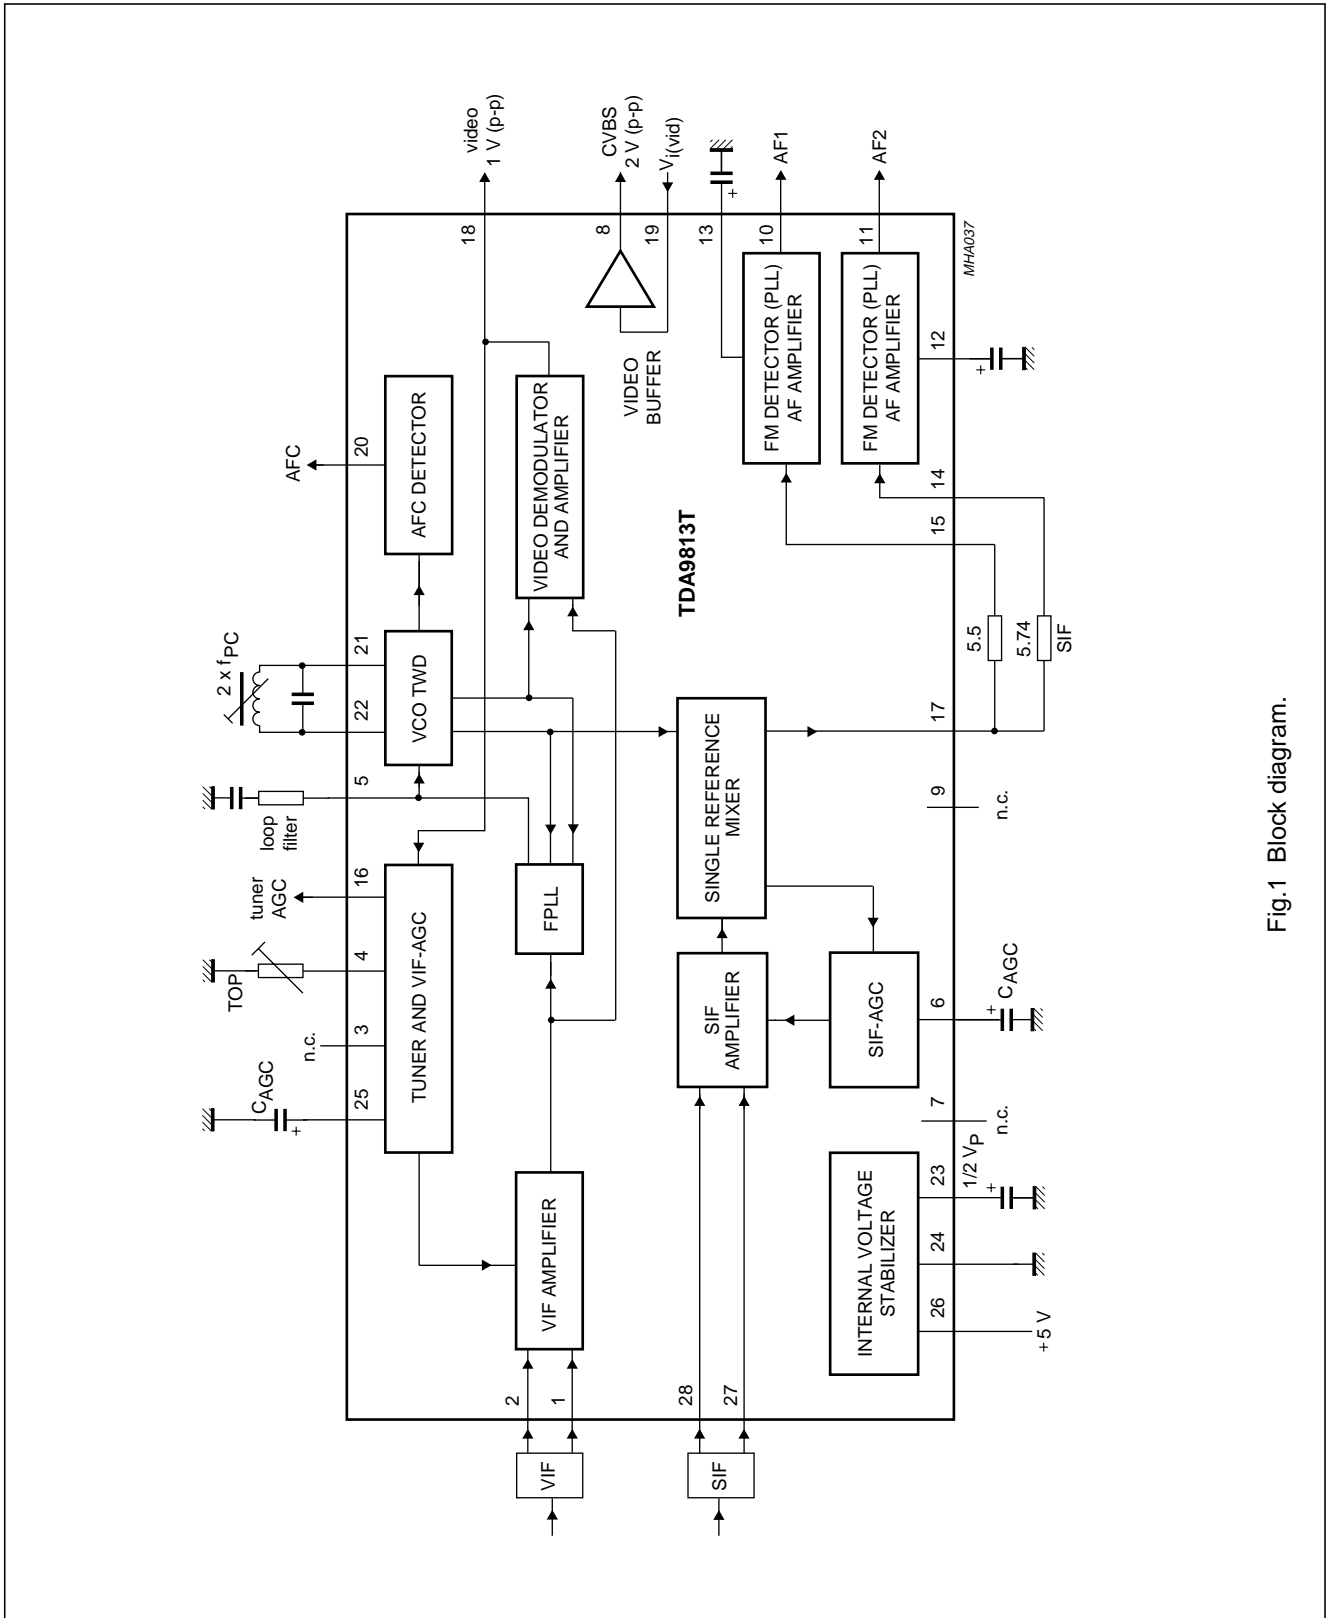 CAGC
n.c.
TOP
tuner
AGC
loop
filter
2 x fPC
AFC
25
3
4
16
5
22
21
20
TUNER AND VIF-AGC
VCO TWD
AFC DETECTOR
18
video
1 V (p-p)
VIF
2
1
VIF AMPLIFIER
FPLL
VIDEO DEMODULATOR
AND AMPLIFIER
8
CVBS
2 V (p-p)
19
Vi(vid)
VIDEO
BUFFER
TDA9813T
SIF
28
27
SIF
AMPLIFIER
SINGLE REFERENCE
MIXER
13
FM DETECTOR (PLL)
AF AMPLIFIER
10
AF1
INTERNAL VOLTAGE
STABILIZER
SIF-AGC
FM DETECTOR (PLL)
AF AMPLIFIER
11
AF2
26
24
23
7
6
9
17
15
14
12
MHA037
+5 V
1/2 VP
n.c.
CAGC
n.c.
5.5
5.74
SIF
Fig.1 Block diagram.